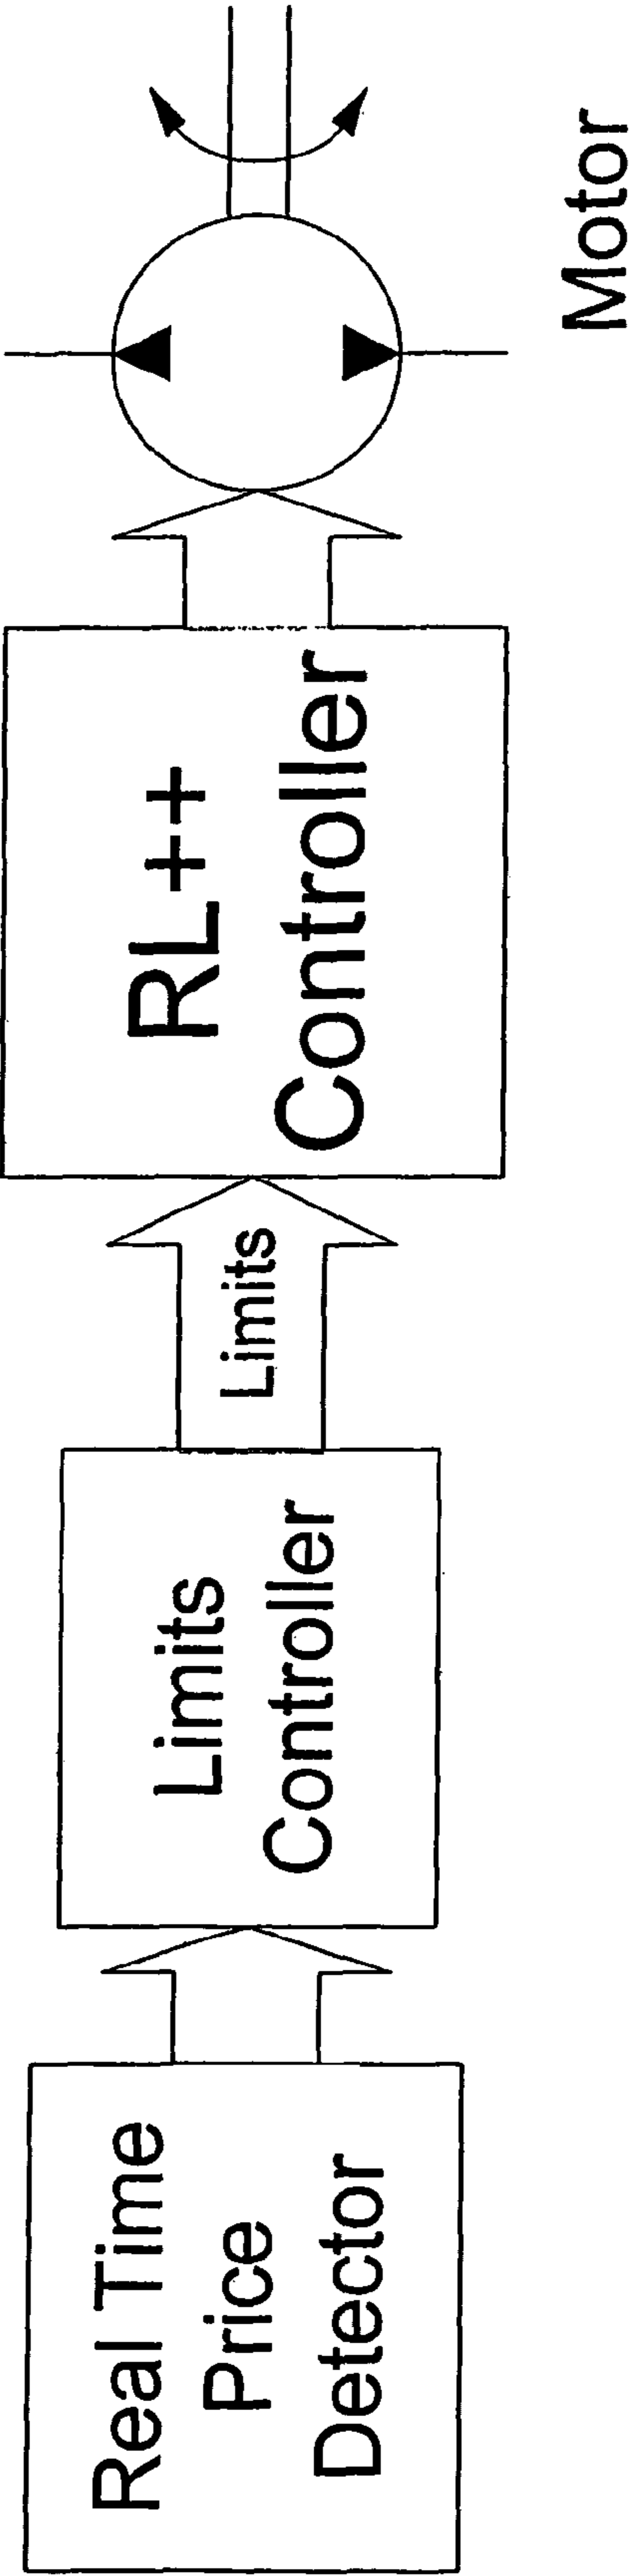 Real Time
Price
Detector
Limits
Controller
Limits
RL++
Controller
Motor